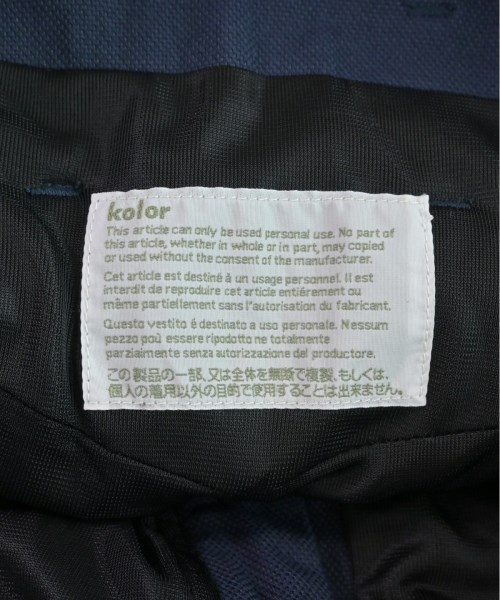 kolor
This article can only be used personal use. No part of
this article, whether in whole or in part, may copied
or used without the consent of the manufacturer.
Cet article est destiné à un usage personnel. Il est
interdit de reproduire cet article entiérement ou
même partiellement sans l'autorisation du fabricant.
Questo vestito é destinato a uso personale. Nessum
pezzo può essere ripodotto ne totalmente
parzialmente senza autorizzazione del productore.
この製品の一部、又は全体を無断で複製、もしくは、
個人の着用以外の目的で使用することは出来ません。